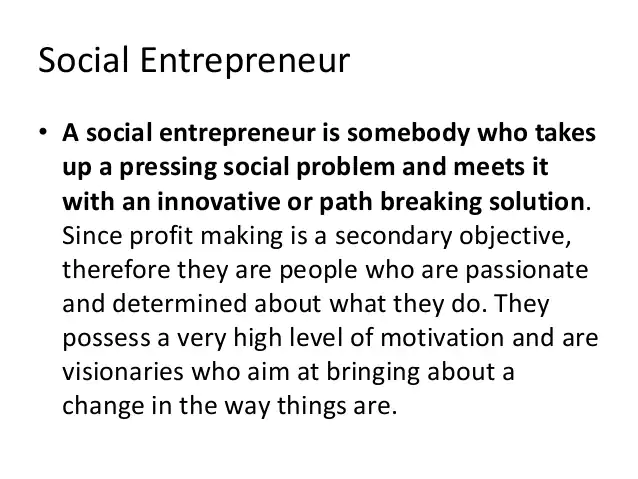 Social Entrepreneur
• A social entrepreneur is somebody who takes
up a pressing social problem and meets it
with an innovative or path breaking solution.
Since profit making is a secondary objective,
therefore they are people who are passionate
and determined about what they do. They
possess a very high level of motivation and are
visionaries who aim at bringing about a
change in the way things are.